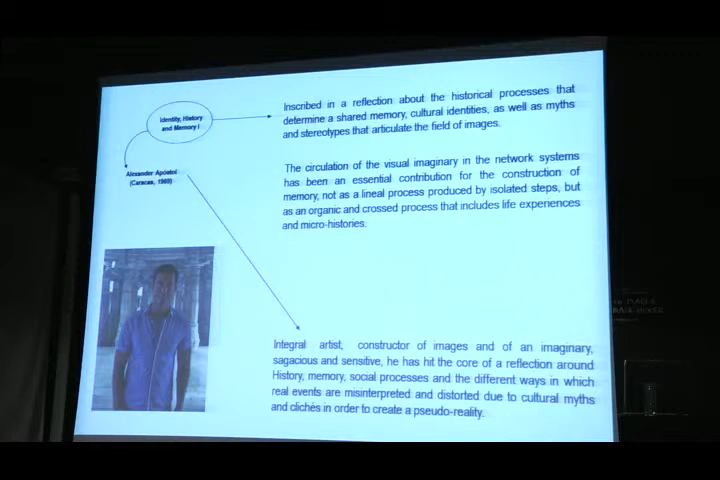 Identity, History
and Memory I
Inscribed in a reflection about the historical processes that
determine a shared memory, cultural identities, as well as myths
and stereotypes that articulate the field of images.
The circulation of the visual imaginary in the network systems
has been an essential contribution for the construction of
memory, not as a lineal process produced by isolated steps, but
as an organic and crossed process that includes life experiences
and micro-histories.
Alexander Apóstol
(Caracas, 1969)
Integral artist, constructor of images and of an imaginary,
sagacious and sensitive, he has hit the core of a reflection around
History, memory, social processes and the different ways in which
real events are misinterpreted and distorted due to cultural myths
and clichés in order to create a pseudo-reality.